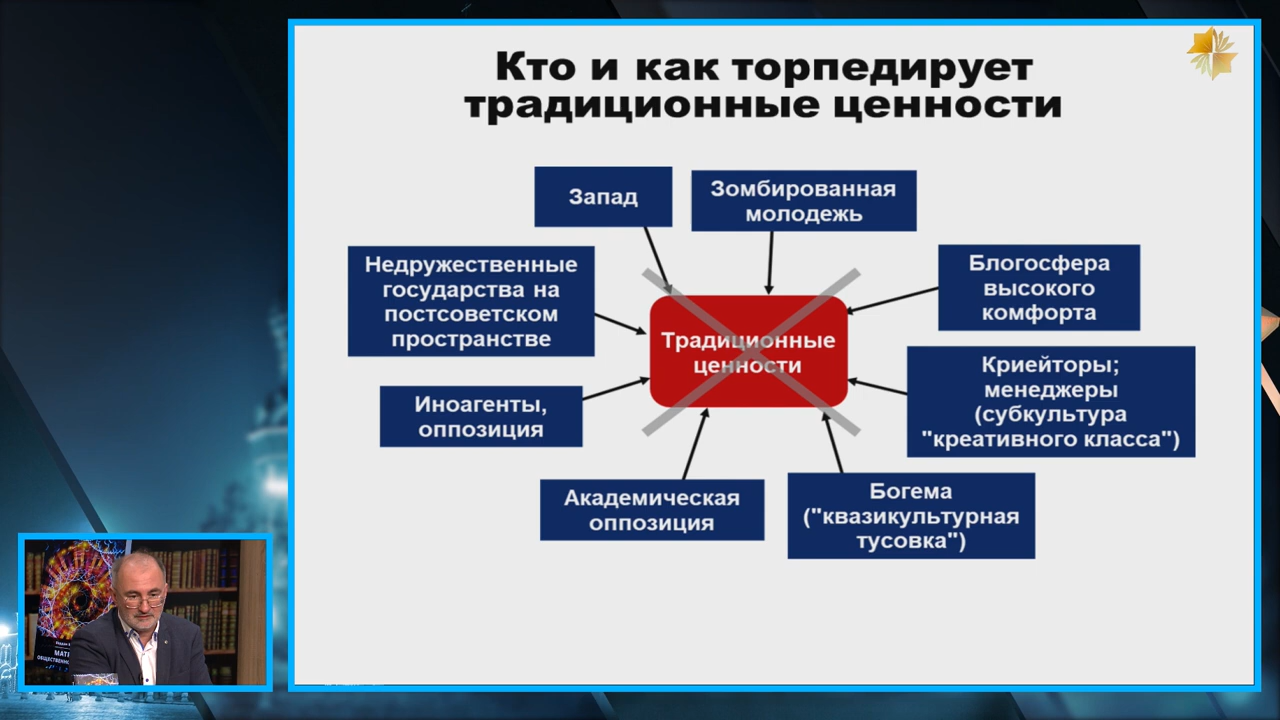 Кто и как торпедирует
традиционные ценности
Запад
Зомбированная
молодежь
Недружественные
государства на
постсоветском
пространстве
Блогосфера
высокого
комфорта
Традиционные
ценности
Криейторы;
менеджеры
(субкультура
"креативного класса")
Иноагенты,
оппозиция
Академическая
оппозиция
Богема
("квазикультурная
тусовка")